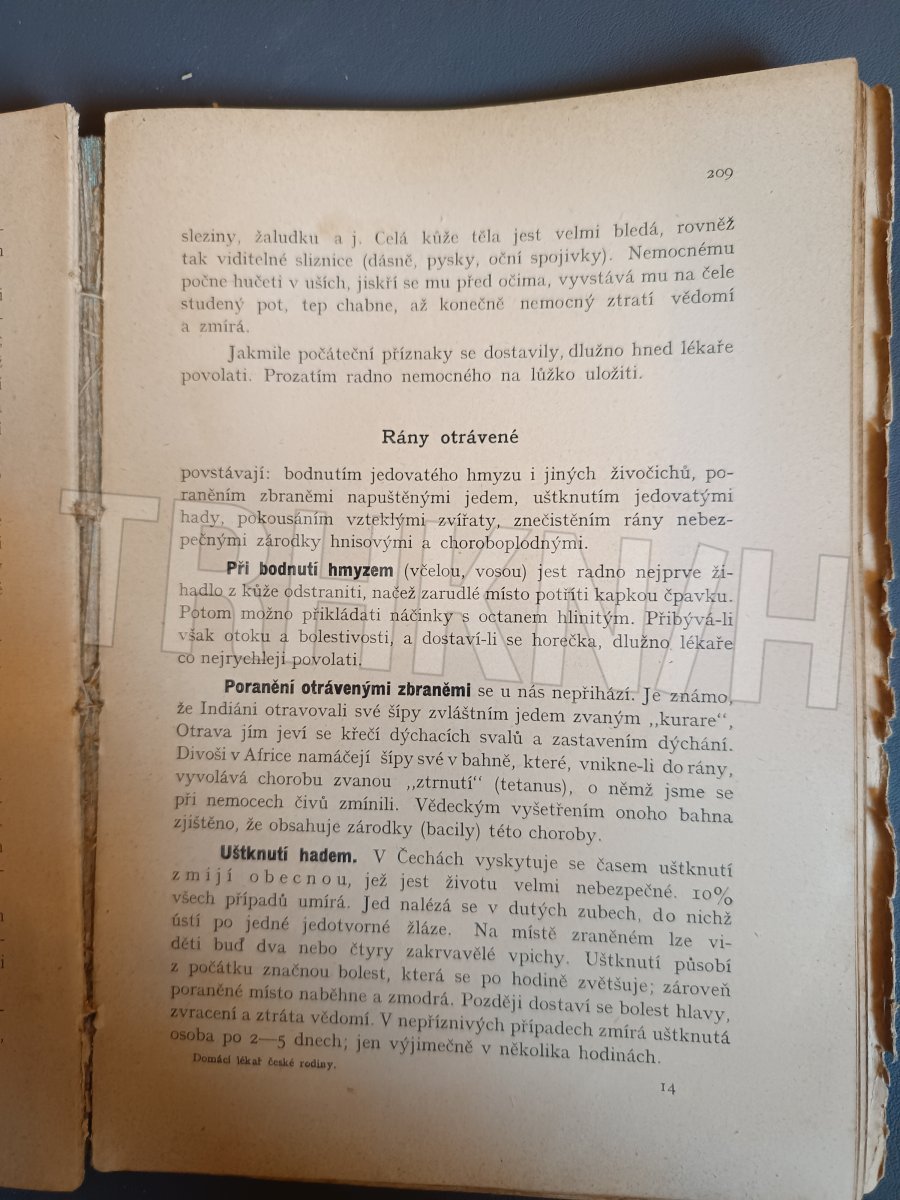 209
sleziny, žaludku a j. Celá kůže těla jest velmi bledá, rovněž
tak viditelné sliznice (dásně, pysky, oční spojivky). Nemocnému
počne hučeti v uších, jiskří se mu před očima, vyvstává mu na čele
studený pot, tep chabne, až konečně nemocný ztratí vědomí
a zmírá.
Jakmile počáteční příznaky se dostavily, dlužno hned lékaře
povolati. Prozatím radno nemocného na lůžko uložiti.
Rány otrávené
povstávají: bodnutím jedovatého hmyzu i jiných živočichů, po-
raněním zbraněmi napuštěnými jedem, uštknutím jedovatými
hady, pokousáním vzteklými zvířaty, znečistěním rány nebez-
pečnými zárodky hnisovými a choroboplodnými.
Při bodnutí hmyzem (včelou, vosou) jest radno nejprve ži-
hadlo z kůže odstraniti, načež zarudlé místo potříti kapkou čpavku.
Potom možno přikládati náčinky s octanem hlinitým. Přibývá-li
však otoku a bolestivosti, a dostaví-li se horečka, dlužno lékaře
co nejrychleji povolati.
Poranění otrávenými zbraněmi se u nás nepřihází. Je známo,
že Indiáni otravovali své šípy zvláštním jedem zvaným „kurare“,
Otrava jím jeví se křečí dýchacích svalů a zastavením dýchání.
Divoši v Africe namáčejí šípy své v bahně, které, vnikne-li do rány,
vyvolává chorobu zvanou „ztrnutí“ (tetanus), o němž jsme se
při nemocech čivů zmínili. Vědeckým vyšetřením onoho bahna
zjištěno, že obsahuje zárodky (bacily) této choroby.
Uštknutí hadem. V Čechách vyskytuje se časem uštknutí
zmijí obecnou, jež jest životu velmi nebezpečné. 10%
všech případů umírá. Jed nalézá se v dutých zubech, do nichž
ústí po jedné jedotvorné žláze. Na místě zraněném lze vi-
děti buď dva nebo čtyry zakrvavělé vpichy. Uštknutí působí
z počátku značnou bolest, která se po hodině zvětšuje; zároveň
poraněné místo naběhne a zmodrá. Později dostaví se bolest hlavy,
zvracení a ztráta vědomí. V nepříznivých případech zmírá uštknutá
osoba po 2—5 dnech; jen výjimečně v několika hodinách.
Domácí lékař české rodiny.
14
TRHKNIH